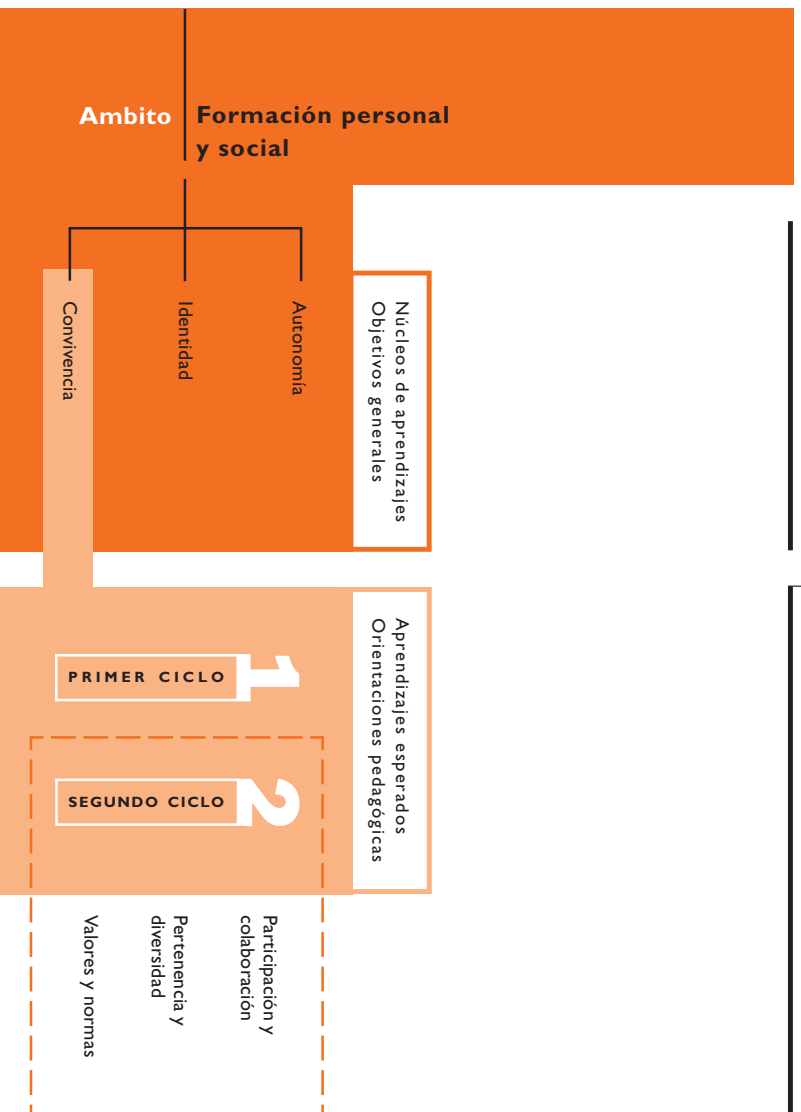 Ambito
Formación personal
y social
Autonomía
Identidad
Convivencia
Núcleos de aprendizajes
Objetivos generales
1
PRIMER CICLO
2
SEGUNDO CICLO
Aprendizajes esperados
Orientaciones pedagógicas
Participación y
colaboración
Pertenencia y
diversidad
Valores y normas